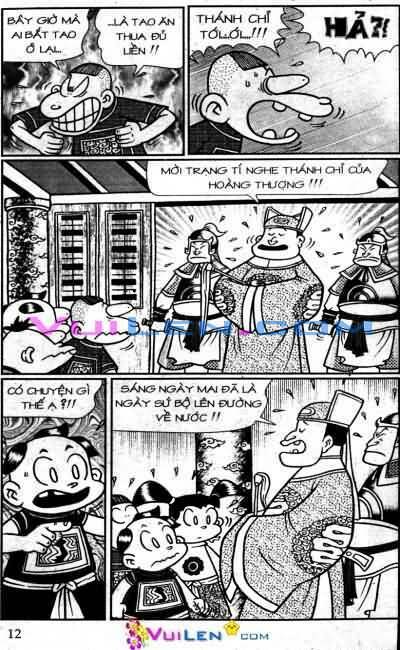 BÂY GIỜ MÀ
AI BẮT TAO
Ở LẠI...
...LÀ TAO ĂN
THUA ĐỦ
LIỀN !!
THÁNH CHỈ
TỚI..ƠI...!!!
HẢ?!
MỜI TRẠNG TÍ NGHE THÁNH CHỈ CỦA
HOÀNG THƯỢNG !!!
VUILEN.COM
CÓ CHUYỆN GÌ
THẾ Ạ ?!!
SÁNG NGÀY MAI ĐÃ LÀ
NGÀY SỨ BỘ LÊN ĐƯỜNG
VỀ NƯỚC !!
12
VUILEN.COM